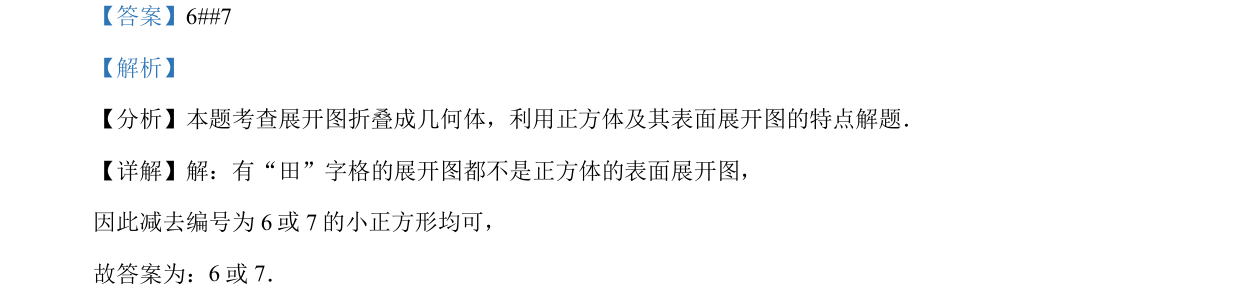 【答案】6##7
【解析】
【分析】本题考查展开图折叠成几何体，利用正方体及其表面展开图的特点解题．
【详解】解：有“田”字格的展开图都不是正方体的表面展开图，
因此减去编号为 6 或 7 的小正方形均可，
故答案为：6 或 7．